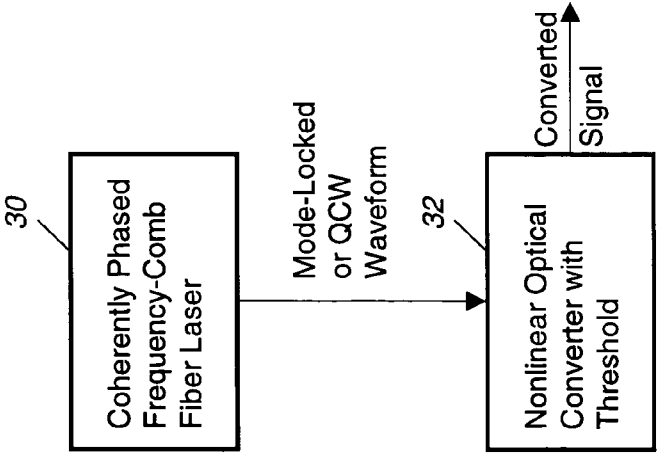 30
Coherently Phased
Frequency-Comb
Fiber Laser
Mode-Locked
or QCW
Waveform
32
Nonlinear Optical
Converter with
Threshold
Converted
Signal